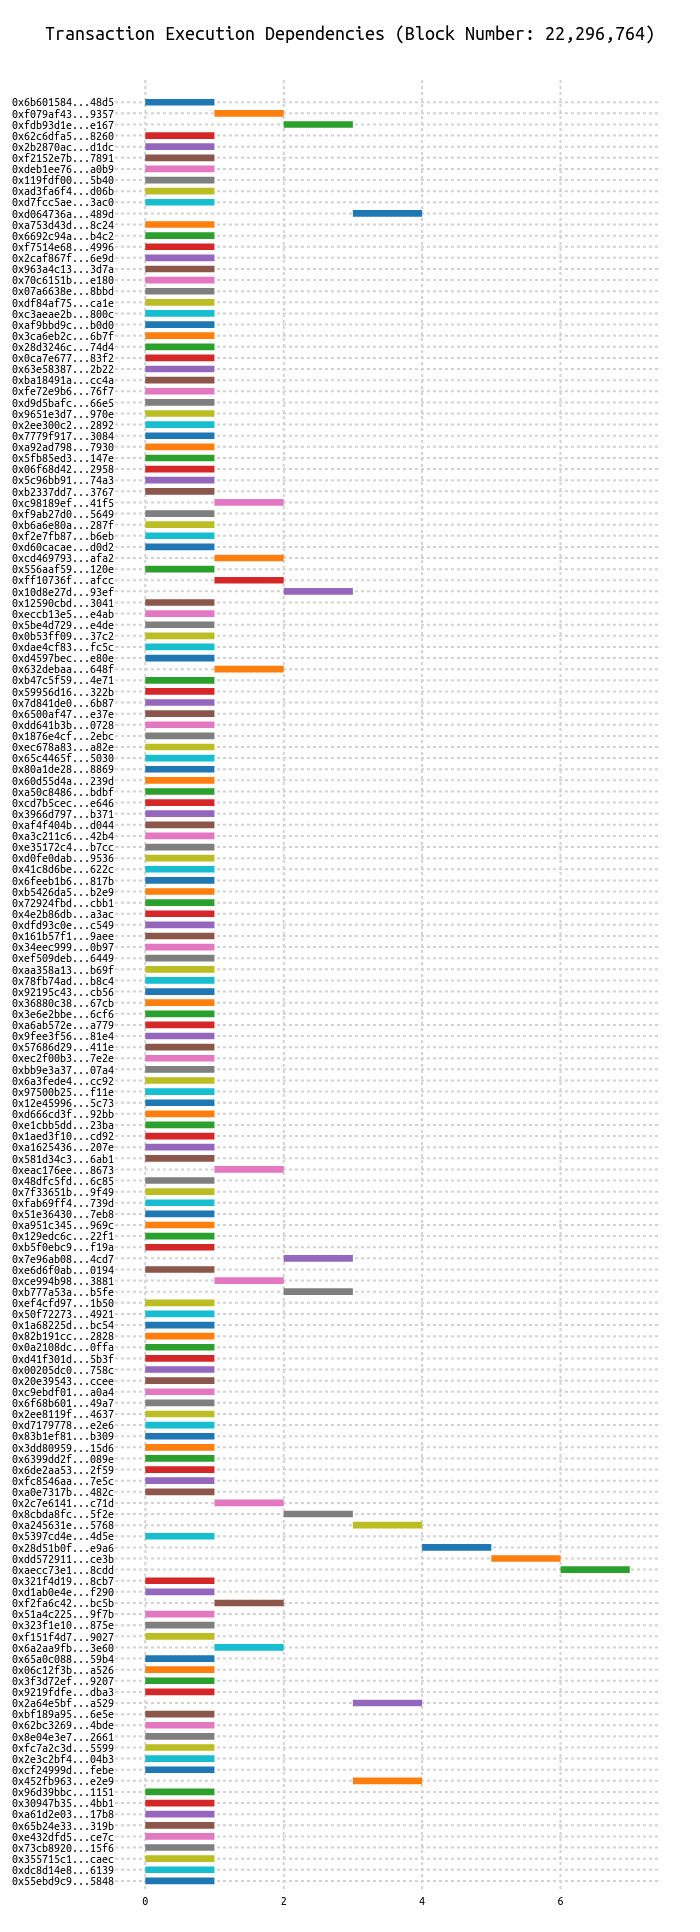 Transaction Execution Dependencies (Block Number: 22,296,764)
0x6b601584...48d5
0xf079af43...9357
0xfdb93d1e...e167
0x62c6dfa5...8260
0x2b2870ac...d1dc
0xf2152e7b...7891
0xdeb1ee76...a0b9
0x119fdf00...5b40
0xad3fa6f4...d06b
0xd7fcc5ae...3ac0
0xd064736a...489d
0xa753d43d...8c24
0x6692c94a...b4c2
0xf7514e68...4996
0x2caf867f...6e9d
0x963a4c13...3d7a
0x70c6151b...e180
0x07a6638e...8bbd
0xdf84af75...ca1e
0xc3aeae2b...800c
0xaf9bbd9c...b0d0
0x3ca6eb2c...6b7f
0x28d3246c...74d4
0x0ca7e677...83f2
0x63e58387...2b22
0xba18491a...cc4a
0xfe72e9b6...76f7
0xd9d5bafc...66e5
0x9651e3d7...970e
0x2ee300c2...2892
0x7779f917...3084
0xa92ad798...7930
0x5fb85ed3...147e
0x06f68d42...2958
0x5c96bb91...74a3
0xb2337dd7...3767
0xc98189ef...41f5
0xf9ab27d0...5649
0xb6a6e80a...287f
0xf2e7fb87...b6eb
0xd60cacae...d0d2
0xcd469793...afa2
0x556aaf59...120e
0xff10736f...afcc
0x10d8e27d...93ef
0x12590cbd...3041
0xeccb13e5...e4ab
0x5be4d729...e4de
0x0b53ff09...37c2
0xdae4cf83...fc5c
0xd4597bec...e80e
0x632debaa...648f
0xb47c5f59...4e71
0x59956d16...322b
0x7d841de0...6b87
0x6500af47...e37e
0xdd641b3b...0728
0x1876e4cf...2ebc
0xec678a83...a82e
0x65c4465f...5030
0x80a1de28...8869
0x60d55d4a...239d
0xa50c8486...bdbf
0xcd7b5cec...e646
0x3966d797...b371
0xaf4f404b...d044
0xa3c211c6...42b4
0xe35172c4...b7cc
0xd0fe0dab...9536
0x41c8d6be...622c
0x6feeb1b6...817b
0xb5426da5...b2e9
0x72924fbd...cbb1
0x4e2b86db...a3ac
0xdfd93c0e...c549
0x161b57f1...9aee
0x34eec999...0b97
0xef509deb...6449
0xaa358a13...b69f
0x78fb74ad...b8c4
0x92195c43...cb56
0x36880c38...67cb
0x3e6e2bbe...6cf6
0xa6ab572e...a779
0x9fee3f56...81e4
0x57686d29...411e
0xec2f00b3...7e2e
0xbb9e3a37...07a4
0x6a3fede4...cc92
0x97500b25...f11e
0x12e45996...5c73
0xd666cd3f...92bb
0xe1cbb5dd...23ba
0x1aed3f10...cd92
0xa1625436...207e
0x581d34c3...6ab1
0xeac176ee...8673
0x48dfc5fd...6c85
0x7f33651b...9f49
0xfab69ff4...739d
0x51e36430...7eb8
0xa951c345...969c
0x129edc6c...22f1
0xb5f0ebc9...f19a
0x7e96ab08...4cd7
0xe6d6f0ab...0194
0xce994b98...3881
0xb777a53a...b5fe
0xef4cfd97...1b50
0x50f72273...4921
0x1a68225d...bc54
0x82b191cc...2828
0x0a2108dc...0ffa
0xd41f301d...5b3f
0x00205dc0...758c
0x20e39543...ccee
0xc9ebdf01...a0a4
0x6f68b601...49a7
0x2ee8119f...4637
0xd7179778...e2e6
0x83b1ef81...b309
0x3dd80959...15d6
0x6399dd2f...089e
0x6de2aa53...2f59
0xfc8546aa...7e5c
0xa0e7317b...482c
0x2c7e6141...c71d
0x8cbda8fc...5f2e
0xa245631e...5768
0x5397cd4e...4d5e
0x28d51b0f...e9a6
0xdd572911...ce3b
0xaecc73e1...8cdd
0x321f4d19...8cb7
0xd1ab0e4e...f290
0xf2fa6c42...bc5b
0x51a4c225...9f7b
0x323f1e10...875e
0xf151f4d7...9027
0x6a2aa9fb...3e60
0x65a0c088...59b4
0x06c12f3b...a526
0x3f3d72ef...9207
0x9219fdfe...dba3
0x2a64e5bf...a529
0xbf189a95...6e5e
0x62bc3269...4bde
0x8e04e3e7...2661
0xfc7a2c3d...5599
0x2e3c2bf4...04b3
0xcf24999d...febe
0x452fb963...e2e9
0x96d39bbc...1151
0x30947b35...4bb1
0xa61d2e03...17b8
0x65b24e33...319b
0xe432dfd5...ce7c
0x73cb8920...15f6
0x355715c1...caec
0xdc8d14e8...6139
0x55ebd9c9...5848
0 2 4 6